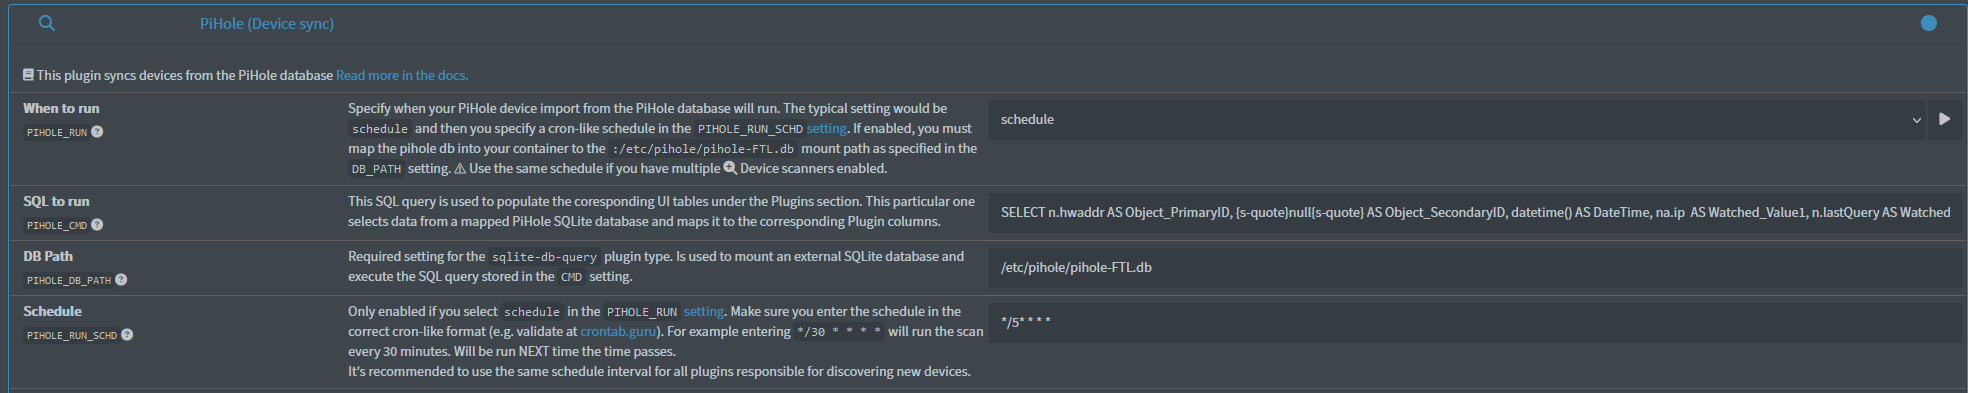 PiHole (Device sync)
This plugin syncs devices from the PiHole database Read more in the docs.
When to run
PIHOLE_RUN ?
Specify when your PiHole device import from the PiHole database will run. The typical setting would be
schedule and then you specify a cron-like schedule in the PIHOLE_RUN_SCHD setting. If enabled, you must
map the pihole db into your container to the :/etc/pihole/pihole-FTL.db mount path as specified in the
DB_PATH setting. ⚠ Use the same schedule if you have multiple Device scanners enabled.
schedule
SQL to run
PIHOLE_CMD ?
This SQL query is used to populate the coresponding UI tables under the Plugins section. This particular one
selects data from a mapped PiHole SQLite database and maps it to the corresponding Plugin columns.
SELECT n.hwaddr AS Object_PrimaryID, {s-quote}null{s-quote} AS Object_SecondaryID, datetime() AS DateTime, na.ip  AS Watched_Value1, n.lastQuery AS Watched
DB Path
PIHOLE_DB_PATH ?
Required setting for the sqlite-db-query plugin type. Is used to mount an external SQLite database and
execute the SQL query stored in the CMD setting.
/etc/pihole/pihole-FTL.db
Schedule
PIHOLE_RUN_SCHD ?
Only enabled if you select schedule in the PIHOLE_RUN setting. Make sure you enter the schedule in the
correct cron-like format (e.g. validate at crontab.guru). For example entering */30 * * * * will run the scan
every 30 minutes. Will be run NEXT time the time passes.
It's recommended to use the same schedule interval for all plugins responsible for discovering new devices.
*/5* * * *